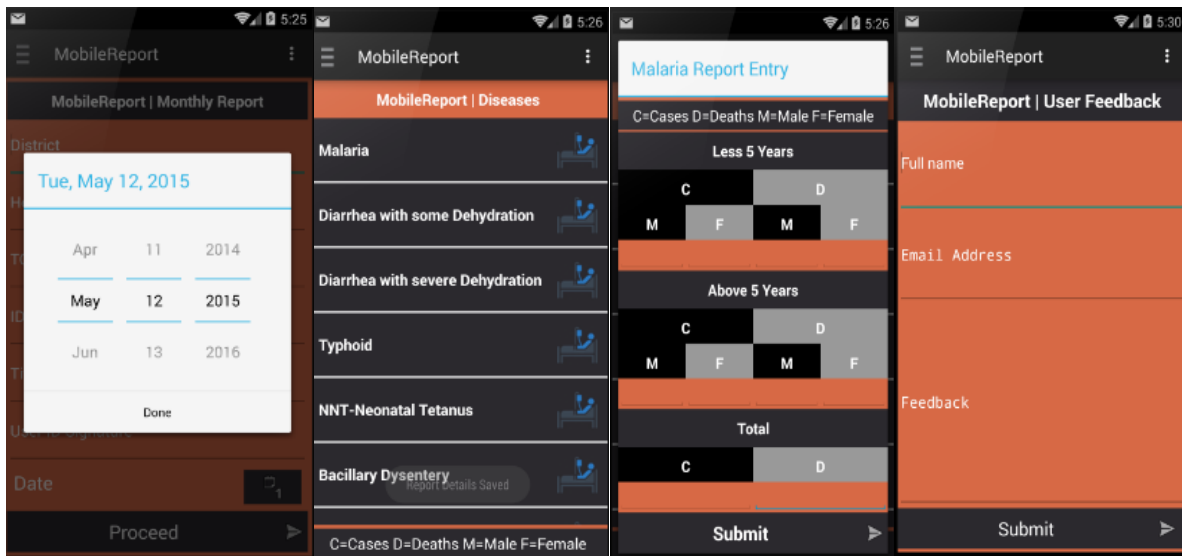 5:25
MobileReport
MobileReport | Monthly Report
District
Tue, May 12, 2015
Apr 11 2014
May 12 2015
Jun 13 2016
Done
Date
Proceed
5:26
MobileReport
MobileReport | Diseases
Malaria
Diarrhea with some Dehydration
Diarrhea with severe Dehydration
Typhoid
NNT-Neonatal Tetanus
Bacillary Dysentery
Report Details Saved
C=Cases D=Deaths M=Male F=Female
5:26
Malaria Report Entry
C=Cases D=Deaths M=Male F=Female
Less 5 Years
C D
M F M F
Above 5 Years
C D
M F M F
Total
C D
Submit
5:30
MobileReport
MobileReport | User Feedback
Full name
Email Address
Feedback
Submit